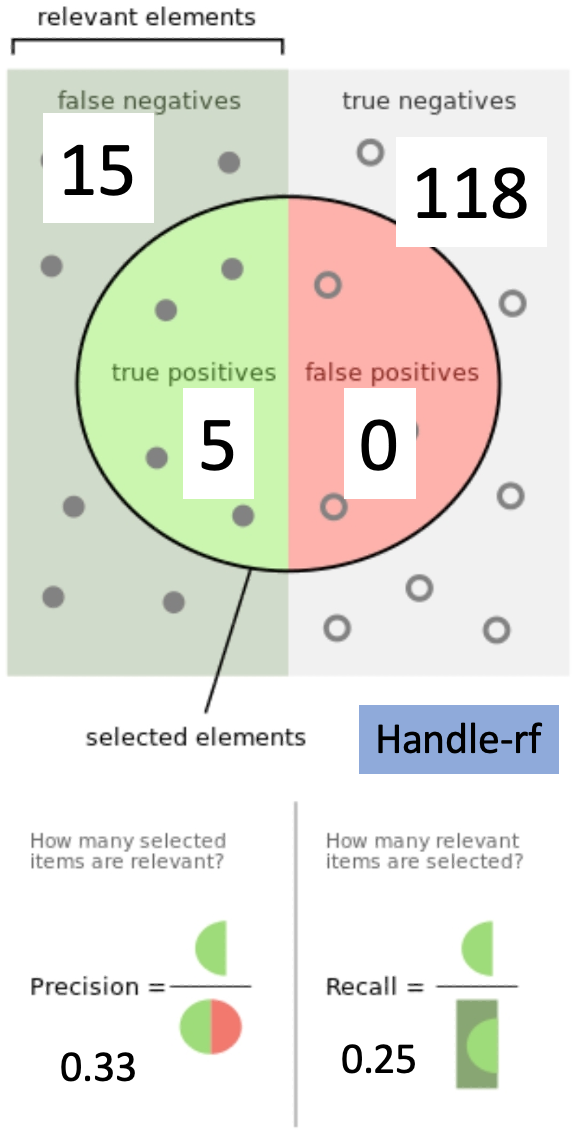 relevant elements
false negatives
true negatives
15
118
true positives
false positives
5
0
selected elements
Handle-rf
How many selected
items are relevant?
How many relevant
items are selected?
Precision =
Recall =
0.33
0.25